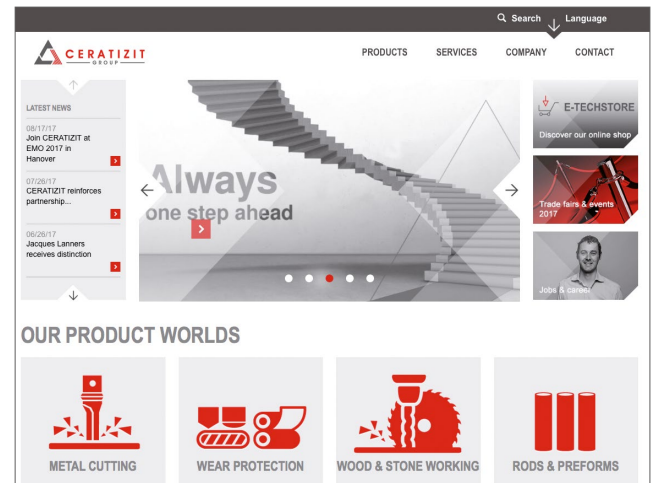 Search
Language
CERATIZIT
GROUP
PRODUCTS
SERVICES
COMPANY
CONTACT
LATEST NEWS
08/17/17
Join CERATIZIT at
EMO 2017 in
Hanover
07/26/17
CERATIZIT reinforces
partnership...
06/26/17
Jacques Lanners
receives distinction
Always
one step ahead
E-TECHSTORE
Discover our online shop
Trade fairs & events
2017
Jobs & career
OUR PRODUCT WORLDS
METAL CUTTING
WEAR PROTECTION
WOOD & STONE WORKING
RODS & PREFORMS